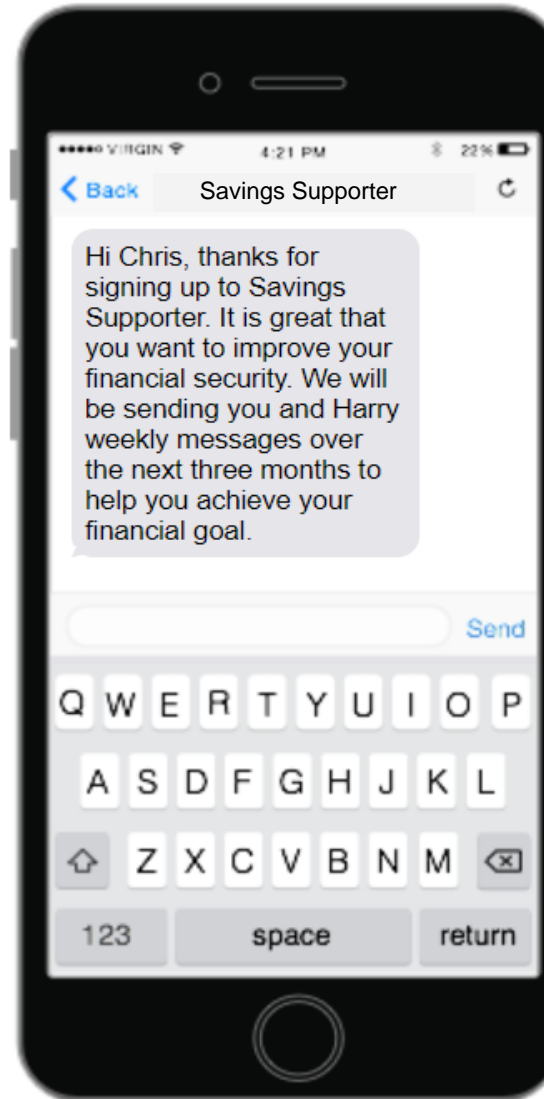 VIRGIN 4:21 PM 22%
Back Savings Supporter
Hi Chris, thanks for
signing up to Savings
Supporter. It is great that
you want to improve your
financial security. We will
be sending you and Harry
weekly messages over
the next three months to
help you achieve your
financial goal.
Send
Q W E R T Y U I O P
A S D F G H J K L
Z X C V B N M
123 space return